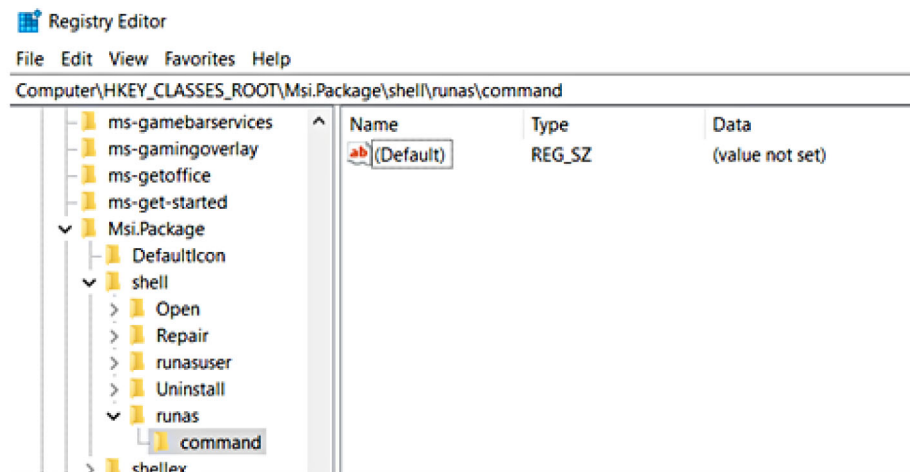 Registry Editor
File Edit View Favorites Help
Computer\HKEY_CLASSES_ROOT\Msi.Package\shell\runas\command
ms-gamebarservices
ms-gamingoverlay
ms-getoffice
ms-get-started
Msi.Package
DefaultIcon
shell
Open
Repair
runasuser
Uninstall
runas
command
shellex
Name Type Data
ab (Default) REG_SZ (value not set)